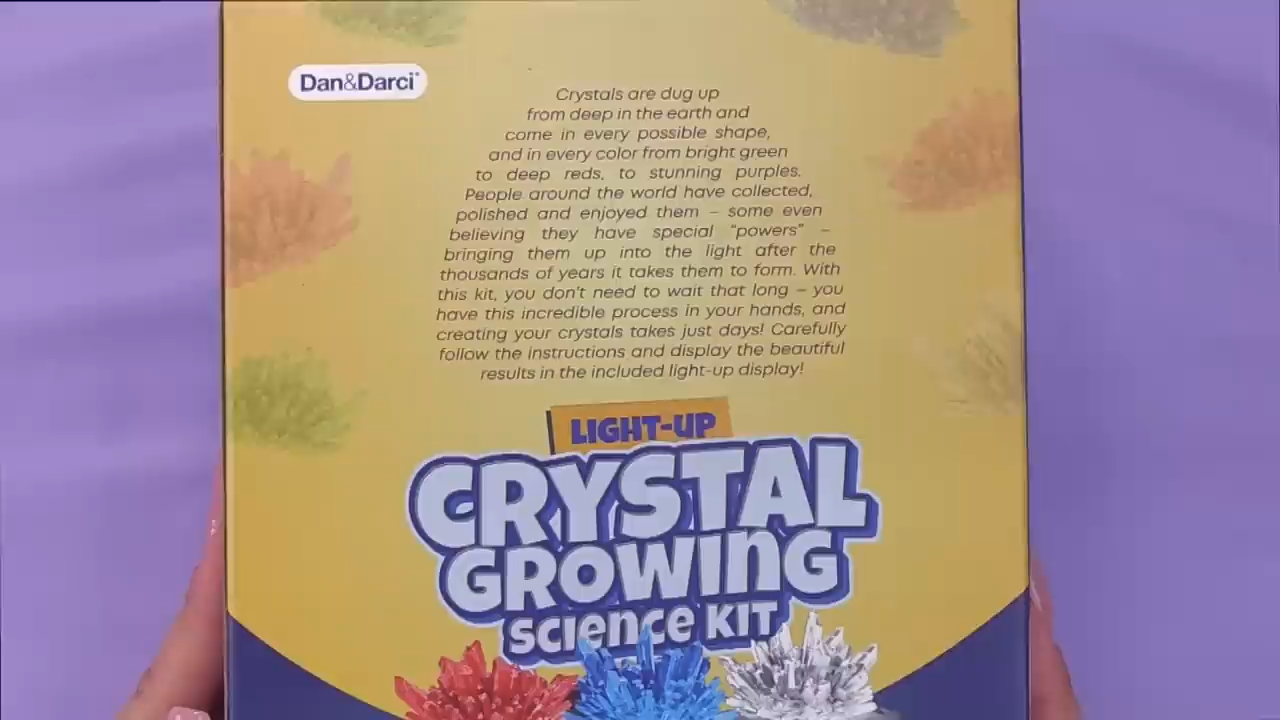 Dan&Darci
Crystals are dug up
from deep in the earth and
come in every possible shape,
and in every color from bright green
to deep reds, to stunning purples.
People around the world have collected,
polished and enjoyed them – some even
believing they have special “powers” –
bringing them up into the light after the
thousands of years it takes them to form. With
this kit, you don't need to wait that long – you
have this incredible process in your hands, and
creating your crystals takes just days! Carefully
follow the instructions and display the beautiful
results in the included light-up display!
LIGHT-UP
CRYSTAL
GROWING
SCIENCE KIT